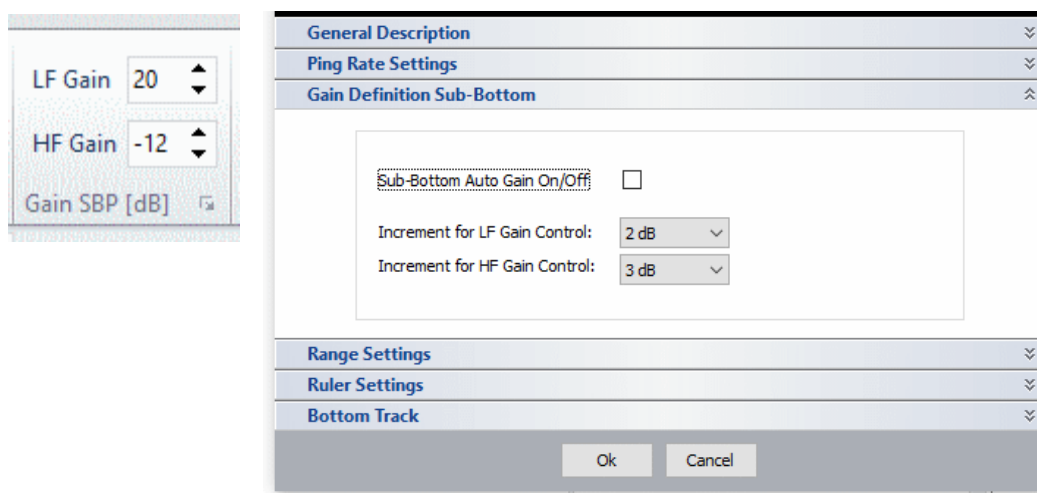 LF Gain 20
HF Gain -12
Gain SBP [dB]
General Description
Ping Rate Settings
Gain Definition Sub-Bottom
Sub-Bottom Auto Gain On/Off
Increment for LF Gain Control: 2 dB
Increment for HF Gain Control: 3 dB
Range Settings
Ruler Settings
Bottom Track
Ok Cancel